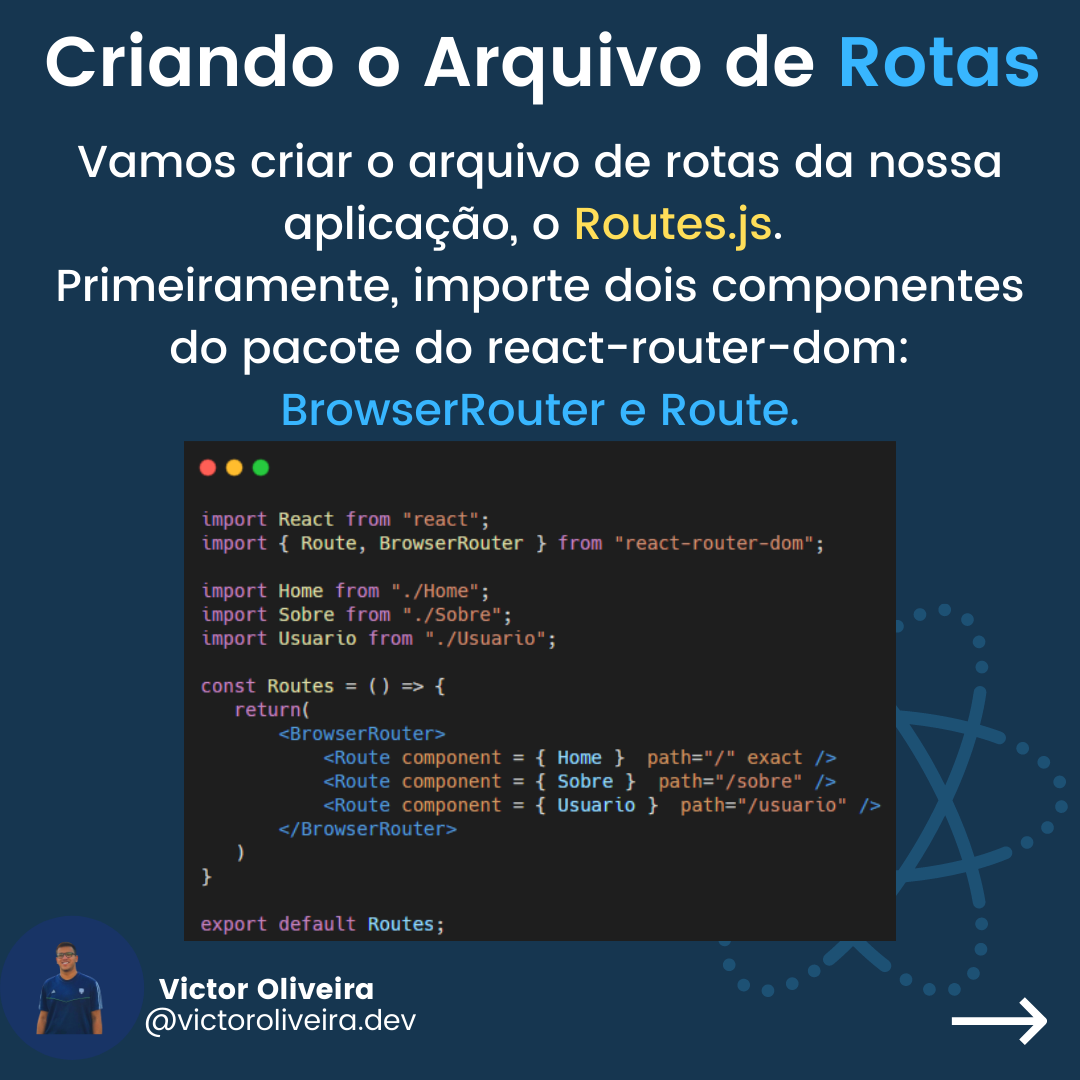 Criando o Arquivo de Rotas
Vamos criar o arquivo de rotas da nossa
aplicação, o Routes.js.
Primeiramente, importe dois componentes
do pacote do react-router-dom:
BrowserRouter e Route.
import React from "react";
import { Route, BrowserRouter } from "react-router-dom";
import Home from "./Home";
import Sobre from "./Sobre";
import Usuario from "./Usuario";
const Routes = () => {
   return(
       <BrowserRouter>
           <Route component = { Home }  path="/" exact />
           <Route component = { Sobre }  path="/sobre" />
           <Route component = { Usuario }  path="/usuario" />
       </BrowserRouter>
   )
}
export default Routes;
Victor Oliveira
@victoroliveira.dev